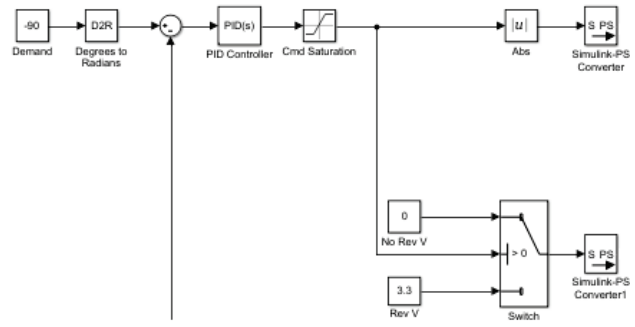 -90
Demand
D2R
Degrees to
Radians
+
-
PID(s)
PID Controller
Cmd Saturation
|u|
Abs
S PS
Simulink-PS
Converter
0
No Rev V
3.3
Rev V
> 0
Switch
S PS
Simulink-PS
Converter1